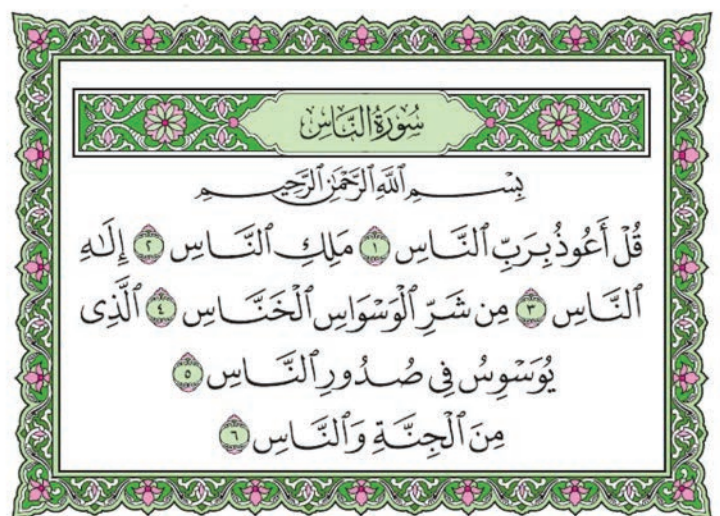 سُورَةُ النَّاسِ
بِسْمِ ٱللَّهِ ٱلرَّحْمَٰنِ ٱلرَّحِيمِ
قُلْ أَعُوذُ بِرَبِّ ٱلنَّاسِ ١ مَلِكِ ٱلنَّاسِ ٢ إِلَٰهِ
ٱلنَّاسِ ٣ مِن شَرِّ ٱلْوَسْوَاسِ ٱلْخَنَّاسِ ٤ ٱلَّذِى
يُوَسْوِسُ فِى صُدُورِ ٱلنَّاسِ ٥
مِنَ ٱلْجِنَّةِ وَٱلنَّاسِ ٦